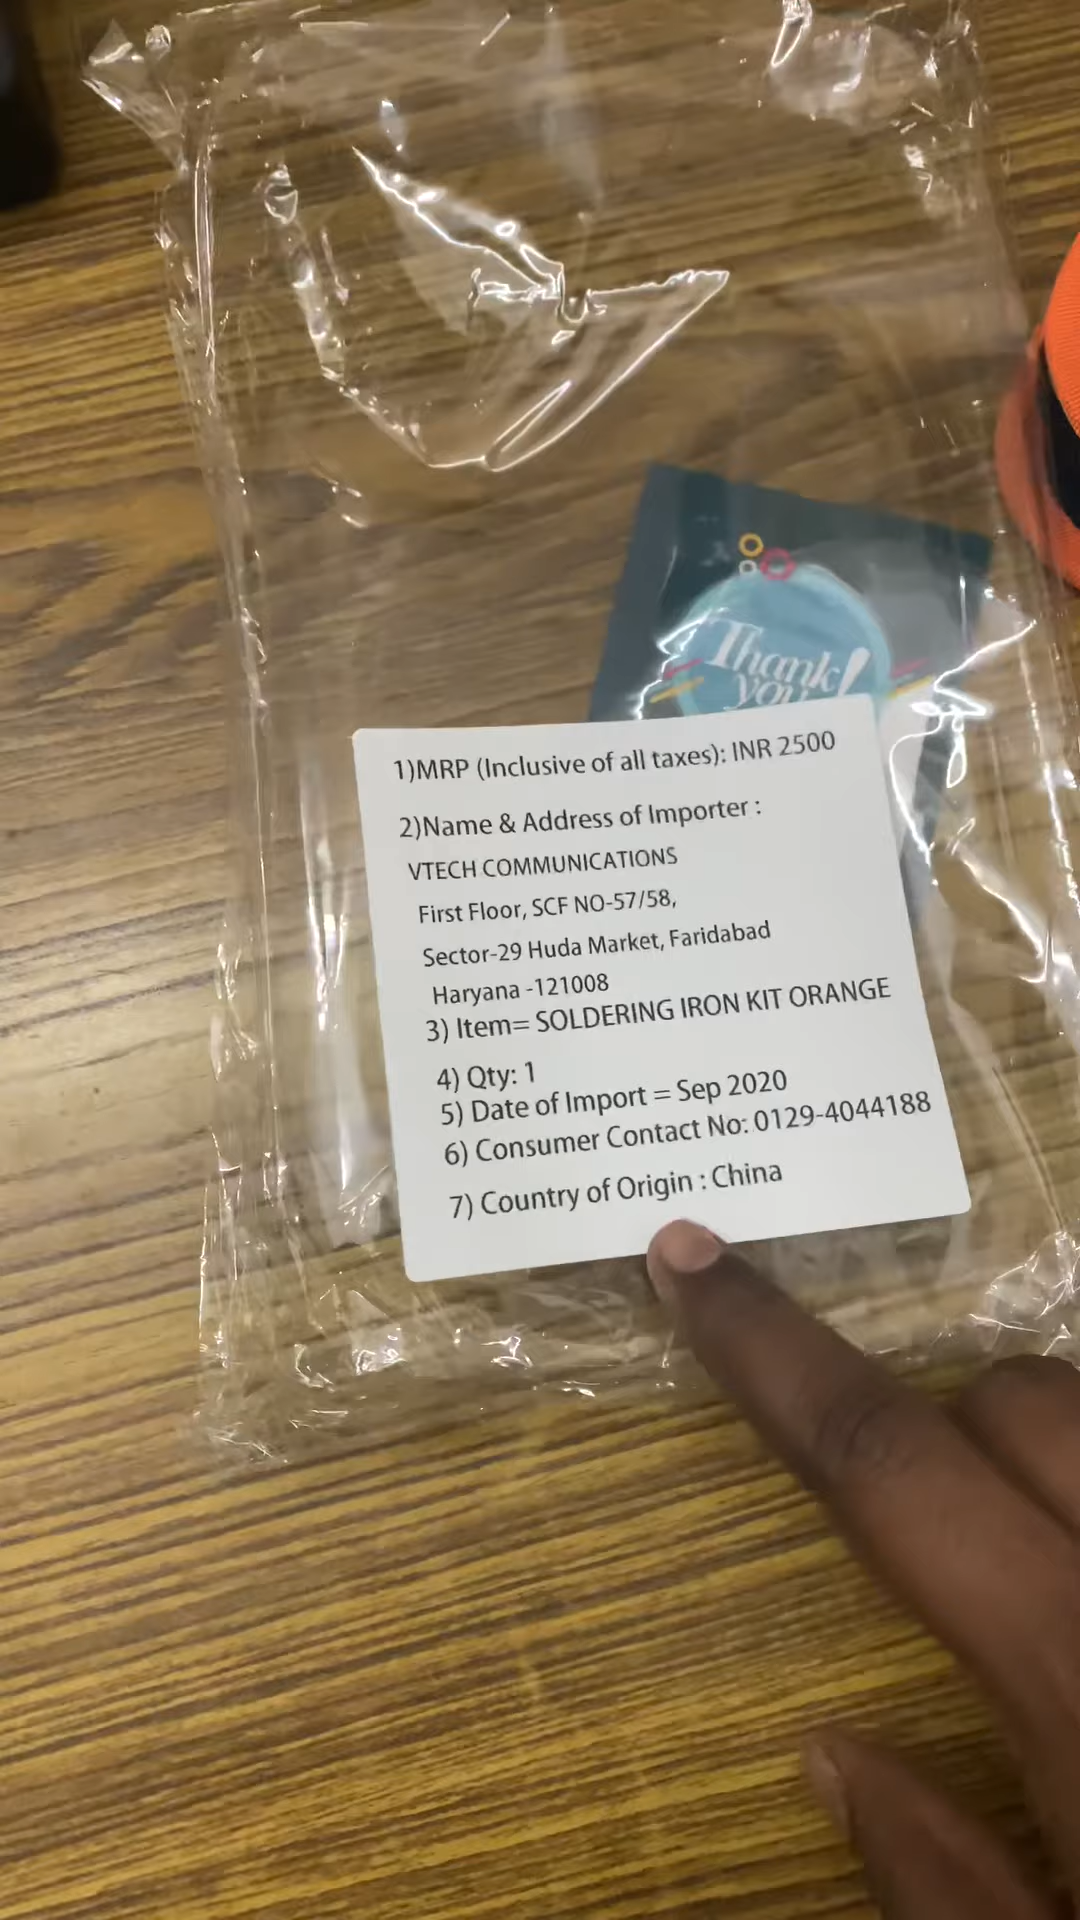 Thank
you!
1)MRP (Inclusive of all taxes): INR 2500
2)Name & Address of Importer :
VTECH COMMUNICATIONS
First Floor, SCF NO-57/58,
Sector-29 Huda Market, Faridabad
Haryana -121008
3) Item= SOLDERING IRON KIT ORANGE
4) Qty: 1
5) Date of Import = Sep 2020
6) Consumer Contact No: 0129-4044188
7) Country of Origin : China